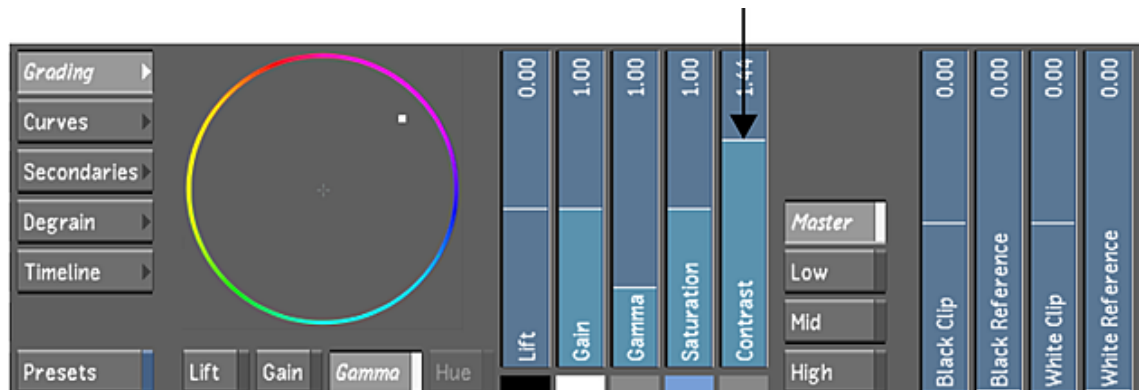 Grading
Curves
Secondaries
Degrain
Timeline
Presets
Lift
Gain
Gamma
Hue
0.00
Lift
1.00
Gain
1.00
Gamma
1.00
Saturation
1.44
Contrast
Master
Low
Mid
High
0.00
Black Clip
0.00
Black Reference
0.00
White Clip
0.00
White Reference